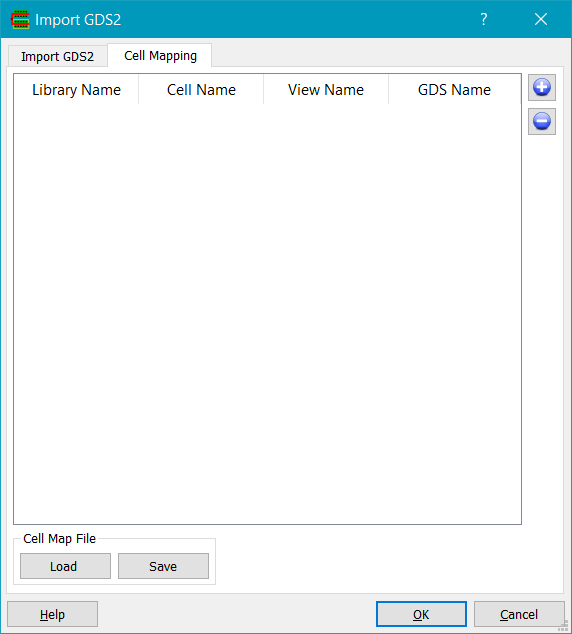 Import GDS2 ?
Import GDS2 Cell Mapping
Library Name Cell Name View Name GDS Name
Cell Map File
Load Save
Help OK Cancel